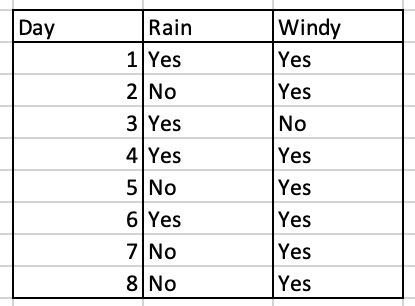 Day Rain Windy
1 Yes Yes
2 No Yes
3 Yes No
4 Yes Yes
5 No Yes
6 Yes Yes
7 No Yes
8 No Yes